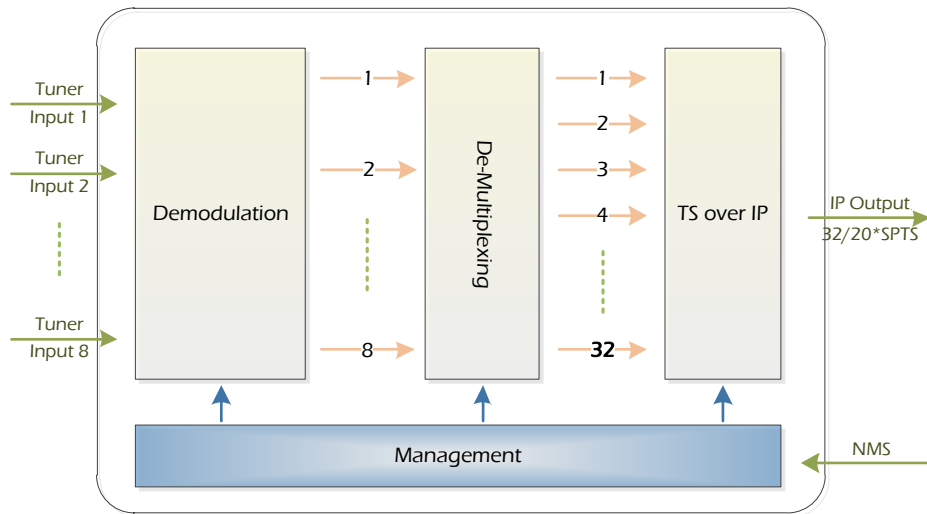 Tuner
Input 1
Tuner
Input 2
Tuner
Input 8
Demodulation
1
2
8
De-Multiplexing
1
2
3
4
32
TS over IP
IP Output
32/20*SPTS
Management
NMS